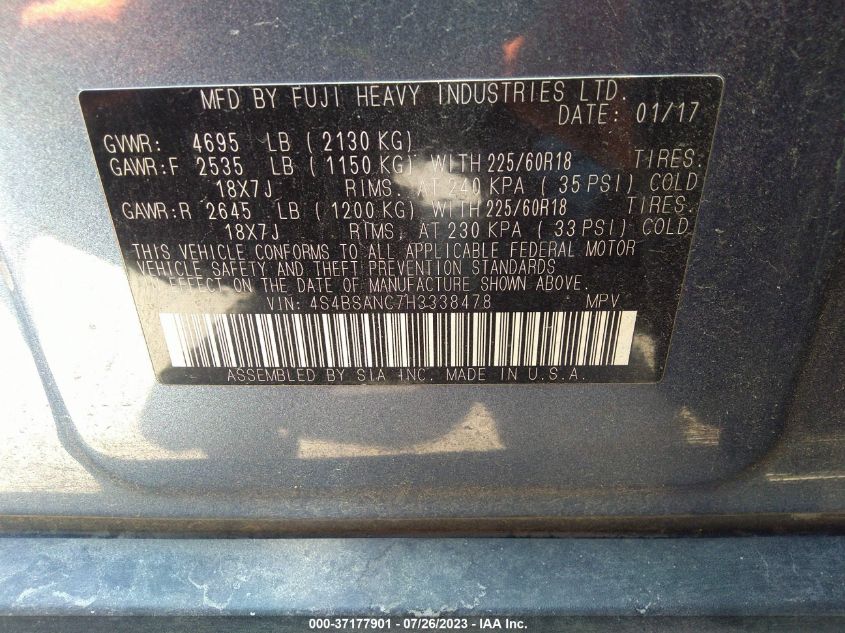 MFD BY FUJI HEAVY INDUSTRIES LTD.
DATE: 01/17
GVWR: 4695 LB ( 2130 KG)
GAWR:F 2535 LB ( 1150 KG) WITH 225/60R18 TIRES:
18X7J RIMS, AT 240 KPA ( 35 PSI) COLD
GAWR:R 2645 LB ( 1200 KG) WITH 225/60R18 TIRES:
18X7J RIMS, AT 230 KPA ( 33 PSI) COLD.
THIS VEHICLE CONFORMS TO ALL APPLICABLE FEDERAL MOTOR
VEHICLE SAFETY AND THEFT PREVENTION STANDARDS
IN EFFECT ON THE DATE OF MANUFACTURE SHOWN ABOVE.
VIN: 4S4BSANC7H3338478 MPV
ASSEMBLED BY SIA INC. MADE IN U.S.A.
000-37177901 - 07/26/2023 - IAA Inc.